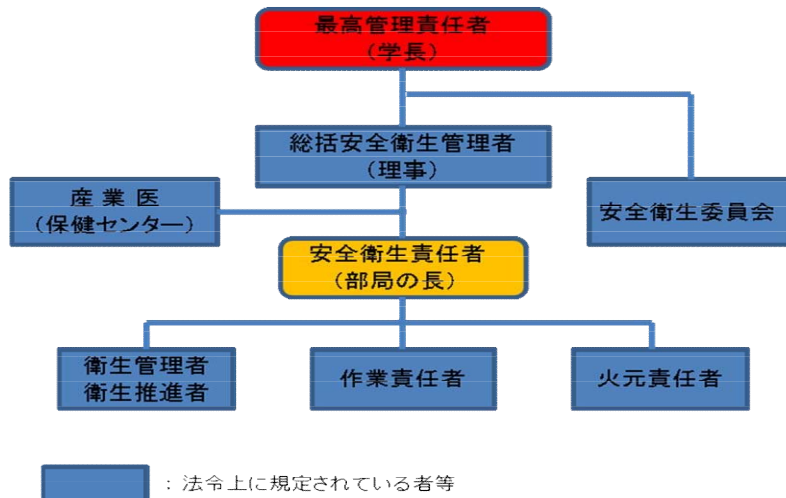 最高管理責任者
(学長)
総括安全衛生管理者
(理事)
産業医
(保健センター)
安全衛生委員会
安全衛生責任者
(部局の長)
衛生管理者
衛生推進者
作業責任者
火元責任者
：法令上に規定されている者等